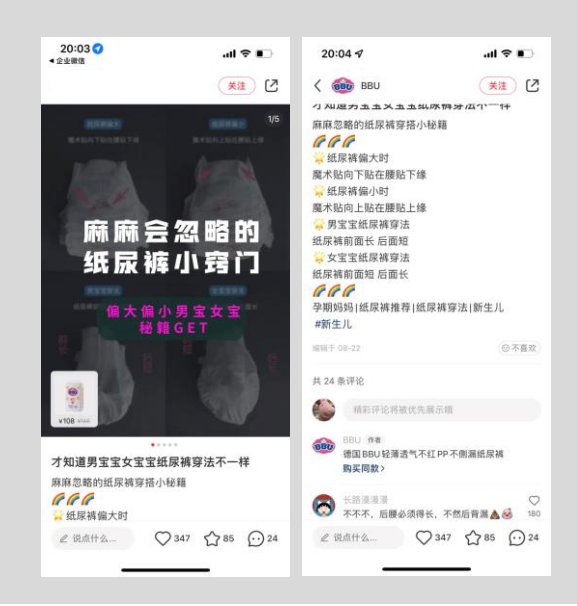 20:03
企业微信
关注
1/5
纸尿裤偏大
纸尿裤偏小
魔术贴向下贴在腰贴下缘
魔术贴向上贴在腰贴上缘
麻麻会忽略的
纸尿裤小窍门
男宝宝穿法
女宝宝穿法
偏大偏小男宝女宝
秘籍GET
¥108
才知道男宝宝女宝宝纸尿裤穿法不一样
麻麻忽略的纸尿裤穿搭小秘籍
🌈🌈🌈
🌟纸尿裤偏大时
说点什么...
347
85
24
20:04
BBU
BBU
关注
才知道男宝宝女宝宝纸尿裤穿法不一样
麻麻忽略的纸尿裤穿搭小秘籍
🌈🌈🌈
🌟纸尿裤偏大时
魔术贴向下贴在腰贴下缘
🌟纸尿裤偏小时
魔术贴向上贴在腰贴上缘
🌟男宝宝纸尿裤穿法
纸尿裤前面长 后面短
🌟女宝宝纸尿裤穿法
纸尿裤前面短 后面长
🌈🌈🌈
孕期妈妈|纸尿裤推荐|纸尿裤穿法|新生儿
#新生儿
编辑于 08-22
不喜欢
共 24 条评论
精彩评论将被优先展示哦
BBU
BBU 作者
德国BBU轻薄透气不红PP不侧漏纸尿裤
购买同款>
长路漫漫漫
不不不，后腰必须得长，不然后背漏
180
说点什么...
347
85
24